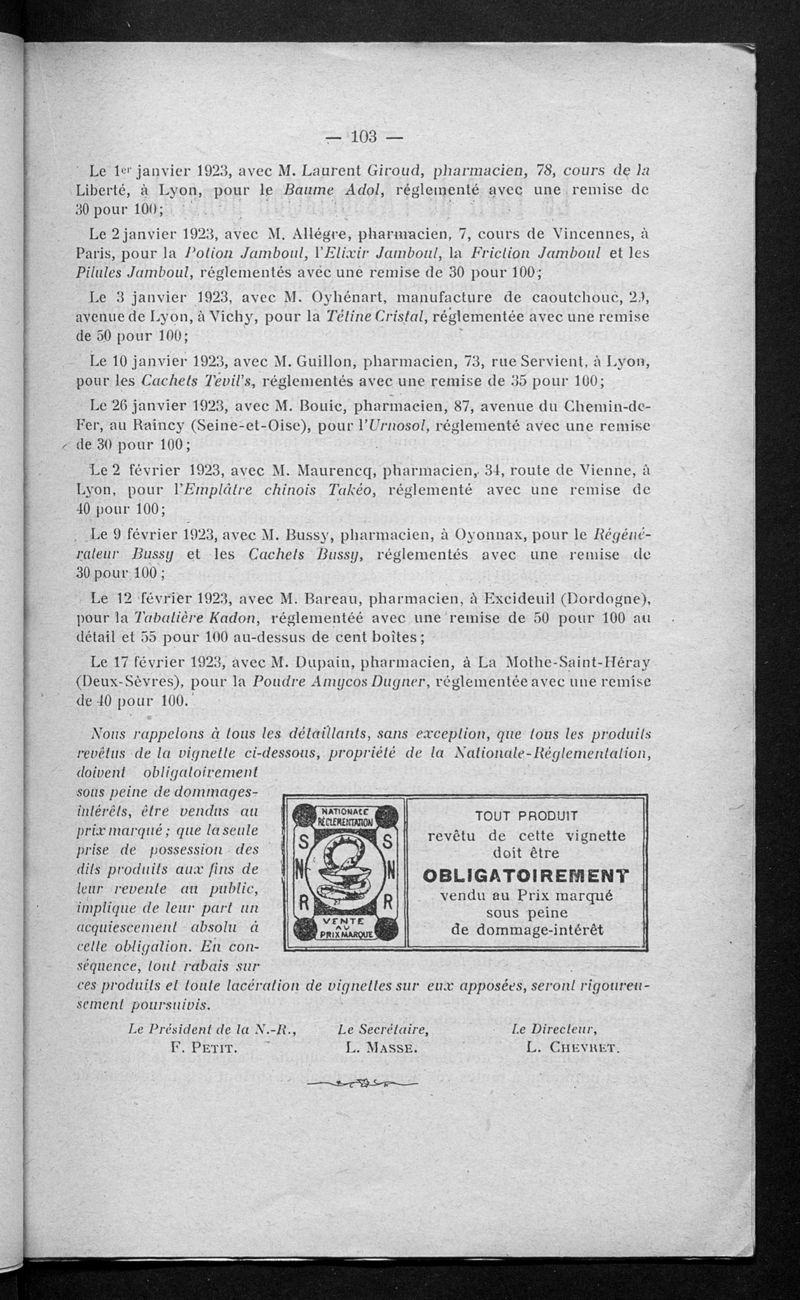 — 103 —
Le 1er janvier 1923, avec M. Laurent Giroud, pharmacien, 78, cours de la
Liberté, à Lyon, pour le Baume Adol, réglementé avec une remise de
30 pour 100;
Le 2 janvier 1923, avec M. Allégre, pharmacien, 7, cours de Vincennes, à
Paris, pour la Potion Jamboul, l'Elixir Jamboul, la Friction Jamboul et les
Pilules Jamboul, réglementés avec une remise de 30 pour 100;
Le 3 janvier 1923, avec M. Oyhénart, manufacture de caoutchouc,
avenue de Lyon, à Vichy, pour la Tétine Cristal, réglementée avec une remise
de 50 pour 100;
Le 10 janvier 1923, avec M. Guillon, pharmacien, 73, rue Servient, à Lyon,
pour les Cachets Tévil's, réglementés avec une remise de 35 pour 100;
Le 26 janvier 1923, avec M. Bouic, pharmacien, 87, avenue du Chemin-de-
Fer, au Raincy (Seine-et-Oise), pour l'Urnosol, réglementé avec une remise
de 30 pour 100;
Le 2 février 1923, avec M. Maurencq, pharmacien, 34, route de Vienne, à
Lyon, pour l'Emplâtre chinois Takéo, réglementé avec une remise de
40 pour 100;
Le 9 février 1923, avec M. Bussy, pharmacien, à Oyonnax, pour le Régéné-
rateur Bussy et les Cachets Bussy, réglementés avec une remise de
30 pour 100;
Le 12 février 1923, avec M. Bareau, pharmacien, à Excideuil (Dordogne),
pour la Tabatière Kadon, réglementéé avec une remise de 50 pour 100 au
détail et 55 pour 100 au-dessus de cent boîtes;
Le 17 février 1923, avec M. Dupain, pharmacien, à La Mothe-Saint-Héray
(Deux-Sèvres), pour la Poudre Amycos Dugner, réglementée avec une remise
de 40 pour 100.
Nous rappelons à tous les détaillants, sans exception, que tous les produits
revêtus de la vignette ci-dessous, propriété de la Nationale-Réglementation,
doivent obligatoirement
sous peine de dommages-
intérêts, être vendus au
prix marqué; que la seule
prise de possession des
dits produits aux fins de
leur revente au public,
implique de leur part un
acquiescement absolu à
cette obligation. En con-
séquence, tout rabais sur
ces produits et toute lacération de vignettes sur eux apposées, seront rigoureu-
sement poursuivis.
NATIONALE
RÉGLEMENTATION
S S
N N
R R
VENTE
AU
PRIX MARQUÉ
TOUT PRODUIT
revêtu de cette vignette
doit être
OBLIGATOIREMENT
vendu au Prix marqué
sous peine
de dommage-intérêt
Le Président de la N.-R., Le Secrétaire, Le Directeur,
F. PETIT. L. MASSE. L. CHEVRET.